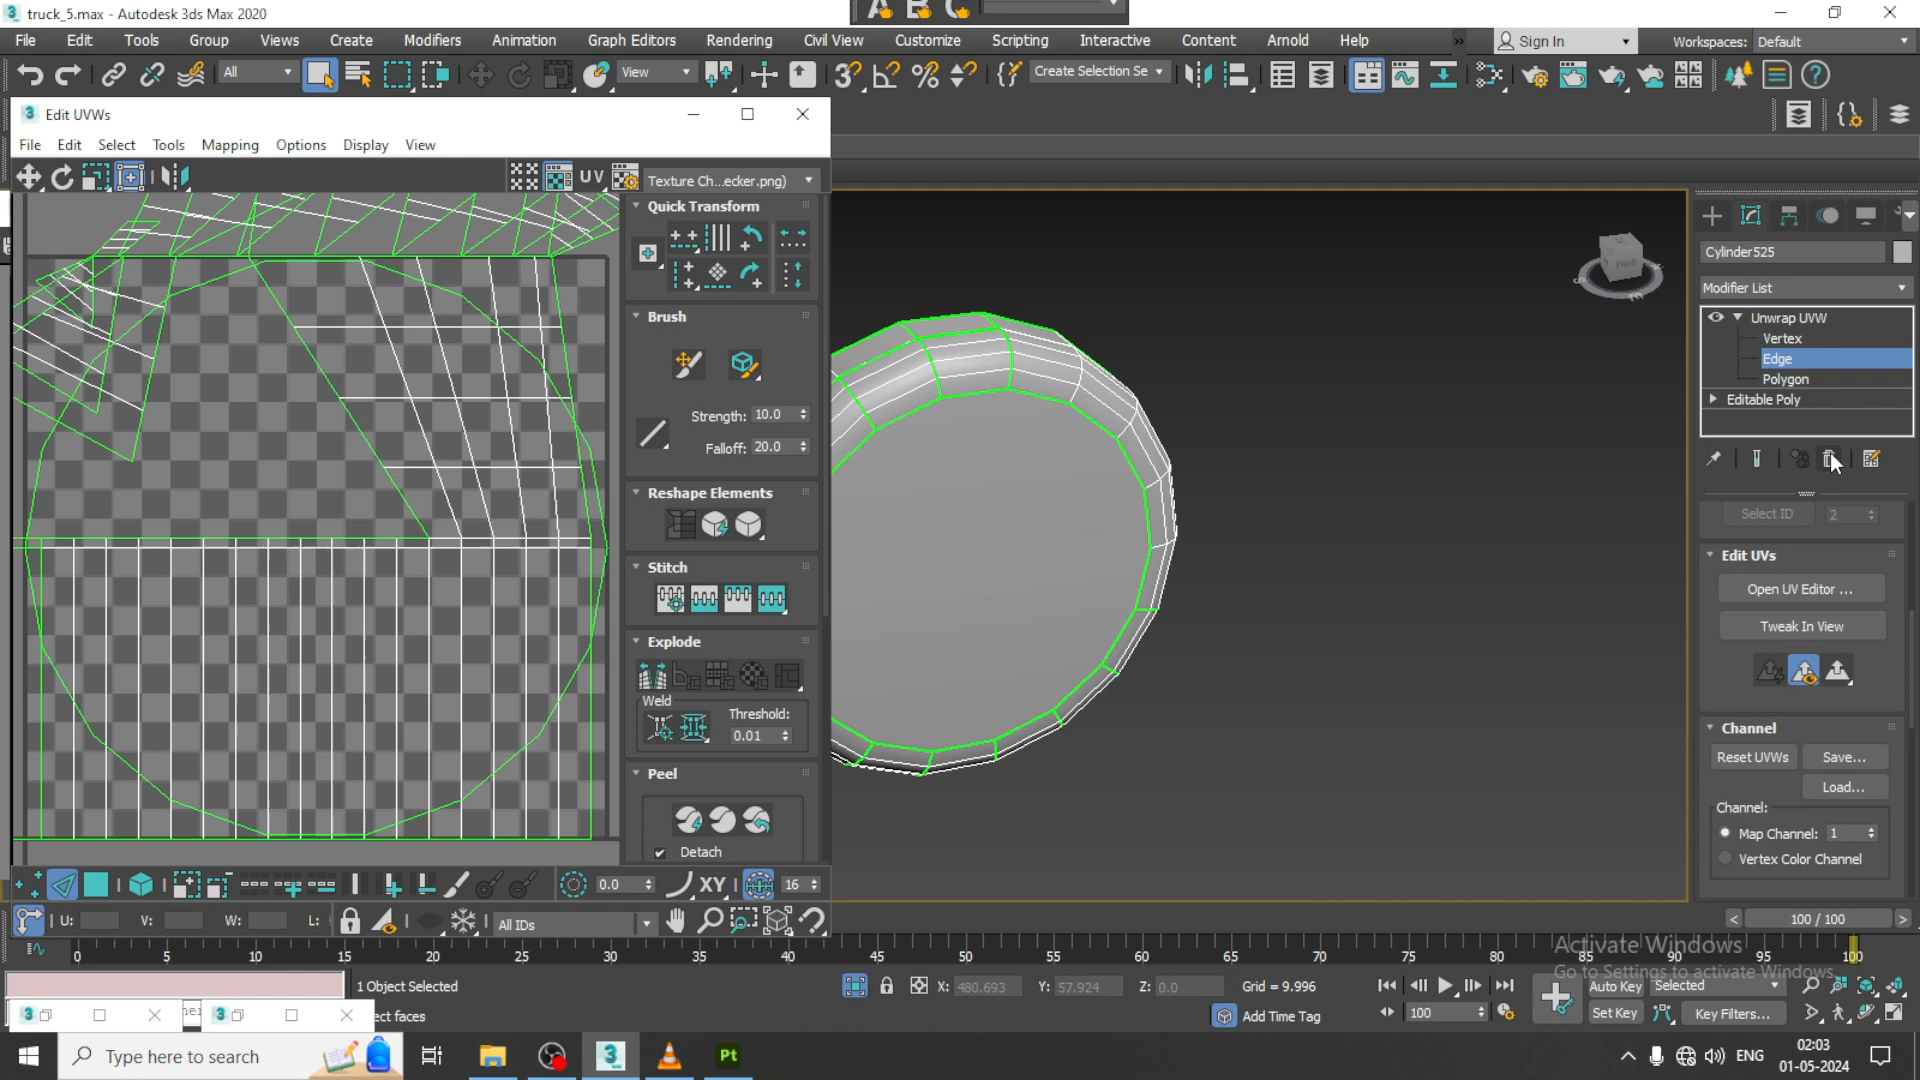 truck_5.max - Autodesk 3ds Max 2020
File Edit Tools Group Views Create Modifiers Animation Graph Editors Rendering Civil View Customize Scripting Interactive Content Arnold Help
Sign In
Workspaces: Default
All
View
Create Selection Se
Edit UVWs
File Edit Select Tools Mapping Options Display View
UV
Texture Ch...ecker.png)
Quick Transform
Brush
Strength: 10.0
Falloff: 20.0
Reshape Elements
Stitch
Explode
Weld
Threshold:
0.01
Peel
Detach
0.0
XY
16
U: V: W: L:
All IDs
RIGHT
Cylinder525
Modifier List
Unwrap UVW
Vertex
Edge
Polygon
Editable Poly
Select ID 2
Edit UVs
Open UV Editor ...
Tweak In View
Channel
Reset UVWs Save...
Load...
Channel:
Map Channel: 1
Vertex Color Channel
100 / 100
0 5 10 15 20 25 30 35 40 45 50 55 60 65 70 75 80 85 90 95 100
Activate Windows
Go to Settings to activate Windows.
1 Object Selected
X: 480.693 Y: 57.924 Z: 0.0 Grid = 9.996
Auto Key Selected
ect faces
Add Time Tag
100
Set Key Key Filters...
Type here to search
Pt
ENG
02:03
01-05-2024